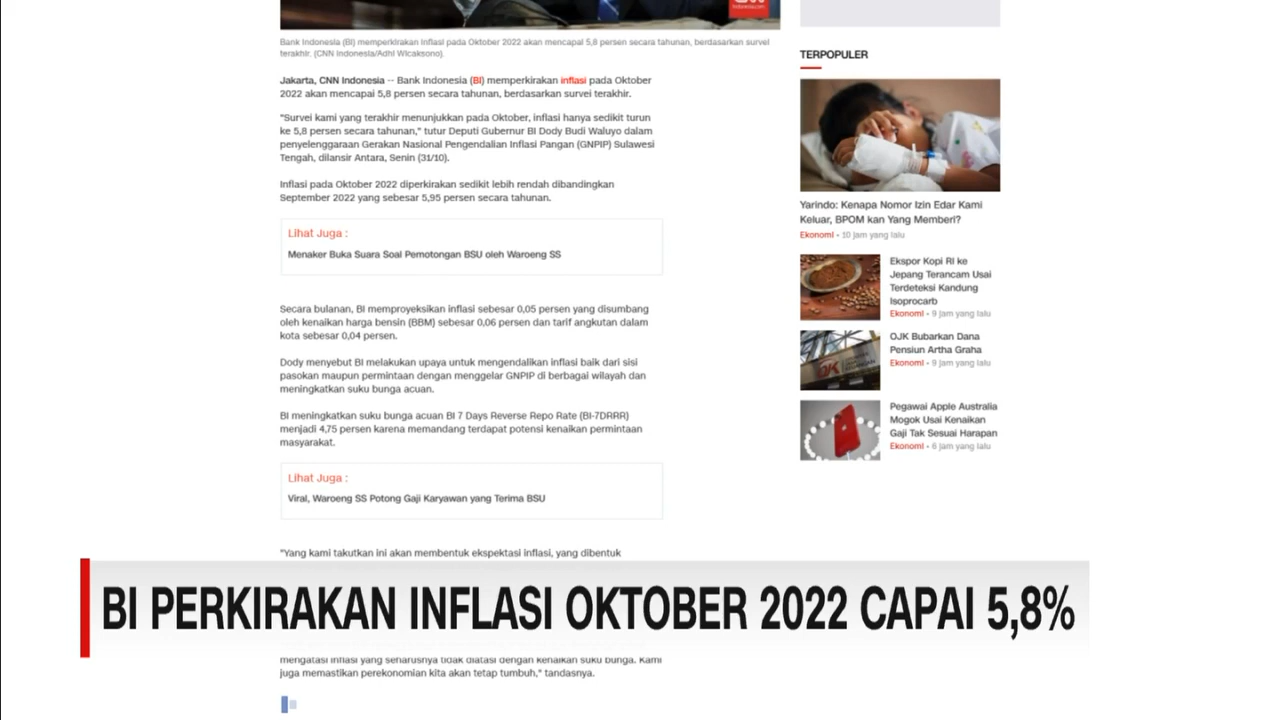 CNN
Indonesia.com
Bank Indonesia (BI) memperkirakan inflasi pada Oktober 2022 akan mencapai 5,8 persen secara tahunan, berdasarkan survei
terakhir. (CNN Indonesia/Adhi Wicaksono).
Jakarta, CNN Indonesia -- Bank Indonesia (BI) memperkirakan inflasi pada Oktober
2022 akan mencapai 5,8 persen secara tahunan, berdasarkan survei terakhir.
"Survei kami yang terakhir menunjukkan pada Oktober, inflasi hanya sedikit turun
ke 5,8 persen secara tahunan," tutur Deputi Gubernur BI Dody Budi Waluyo dalam
penyelenggaraan Gerakan Nasional Pengendalian Inflasi Pangan (GNPIP) Sulawesi
Tengah, dilansir Antara, Senin (31/10).
Inflasi pada Oktober 2022 diperkirakan sedikit lebih rendah dibandingkan
September 2022 yang sebesar 5,95 persen secara tahunan.
Lihat Juga :
Menaker Buka Suara Soal Pemotongan BSU oleh Waroeng SS
Secara bulanan, BI memproyeksikan inflasi sebesar 0,05 persen yang disumbang
oleh kenaikan harga bensin (BBM) sebesar 0,06 persen dan tarif angkutan dalam
kota sebesar 0,04 persen.
Dody menyebut BI melakukan upaya untuk mengendalikan inflasi baik dari sisi
pasokan maupun permintaan dengan menggelar GNPIP di berbagai wilayah dan
meningkatkan suku bunga acuan.
BI meningkatkan suku bunga acuan BI 7 Days Reverse Repo Rate (BI-7DRRR)
menjadi 4,75 persen karena memandang terdapat potensi kenaikan permintaan
masyarakat.
Lihat Juga :
Viral, Waroeng SS Potong Gaji Karyawan yang Terima BSU
"Yang kami takutkan ini akan membentuk ekspektasi inflasi, yang dibentuk
BI PERKIRAKAN INFLASI OKTOBER 2022 CAPAI 5,8%
mengatasi inflasi yang seharusnya tidak diatasi dengan kenaikan suku bunga. Kami
juga memastikan perekonomian kita akan tetap tumbuh," tandasnya.
TERPOPULER
Yarindo: Kenapa Nomor Izin Edar Kami
Keluar, BPOM kan Yang Memberi?
Ekonomi • 10 jam yang lalu
Ekspor Kopi RI ke
Jepang Terancam Usai
Terdeteksi Kandung
Isoprocarb
Ekonomi • 9 jam yang lalu
OJK Bubarkan Dana
Pensiun Artha Graha
Ekonomi • 9 jam yang lalu
Pegawai Apple Australia
Mogok Usai Kenaikan
Gaji Tak Sesuai Harapan
Ekonomi • 6 jam yang lalu